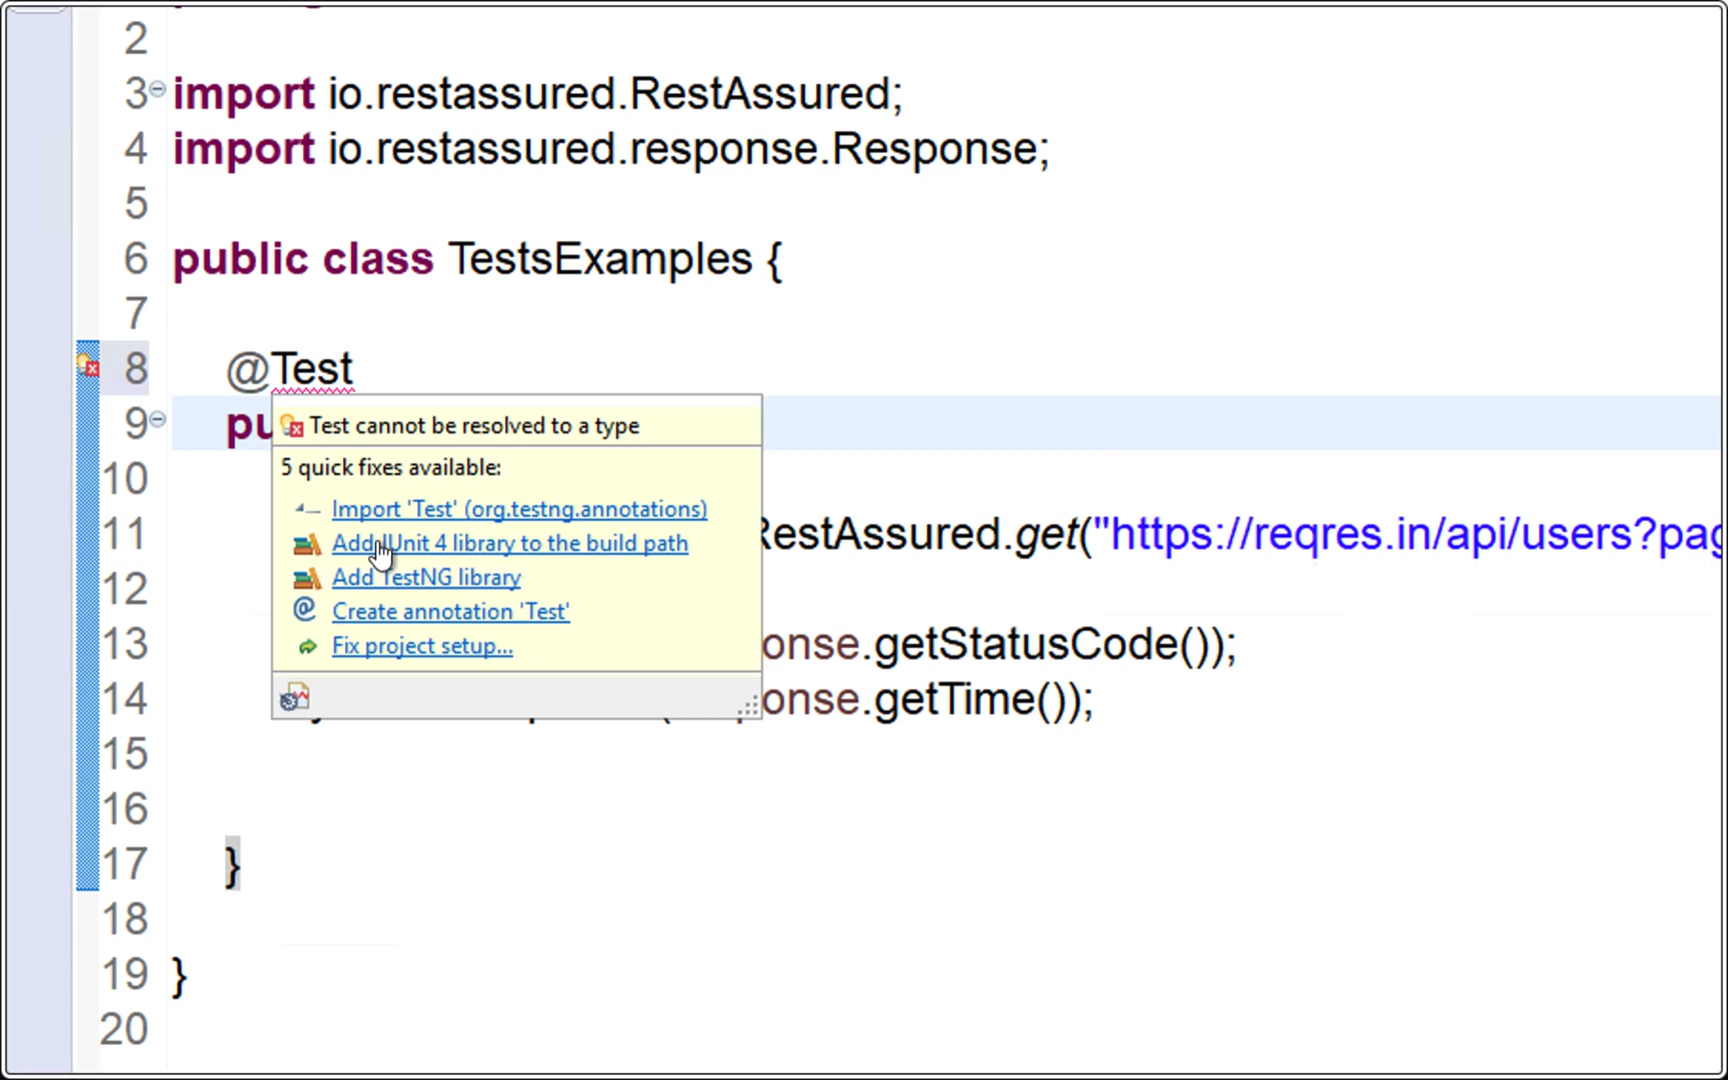 2
3 import io.restassured.RestAssured;
4 import io.restassured.response.Response;
5
6 public class TestsExamples {
7
8 @Test
9 pu
Test cannot be resolved to a type
10
5 quick fixes available:
Import 'Test' (org.testng.annotations)
11 RestAssured.get("https://reqres.in/api/users?pag
Add JUnit 4 library to the build path
12
Add TestNG library
Create annotation 'Test'
13 onse.getStatusCode());
Fix project setup...
14 ponse.getTime());
15
16
17 }
18
19 }
20